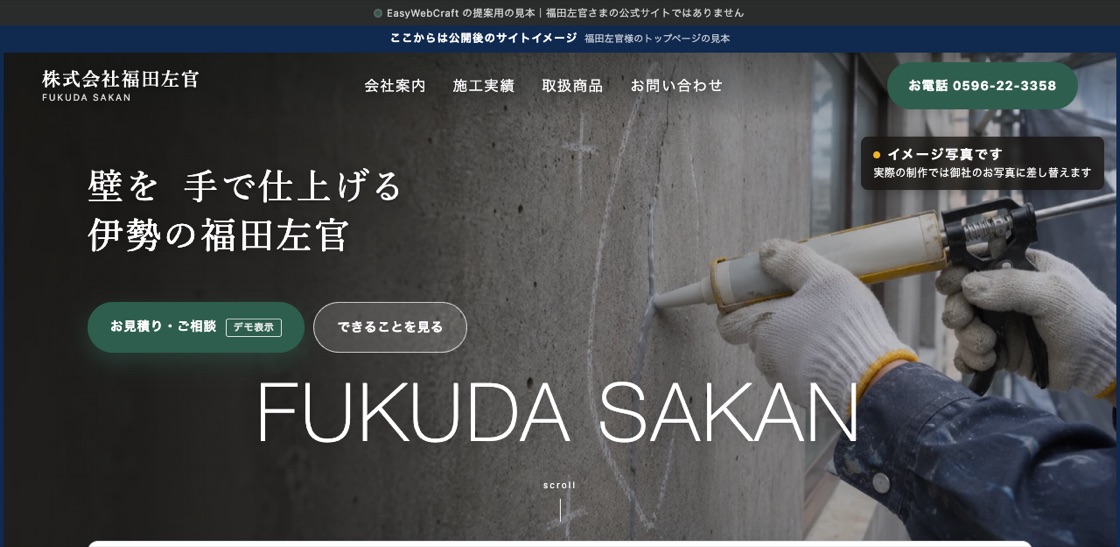 EasyWebCraft の提案用の見本｜福田左官さまの公式サイトではありません
ここからは公開後のサイトイメージ 福田左官様のトップページの見本
株式会社福田左官
FUKUDA SAKAN
会社案内 施工実績 取扱商品 お問い合わせ
お電話 0596-22-3358
イメージ写真です
実際の制作では御社のお写真に差し替えます
壁を 手で仕上げる
伊勢の福田左官
お見積り・ご相談 デモ表示
できることを見る
FUKUDA SAKAN
scroll